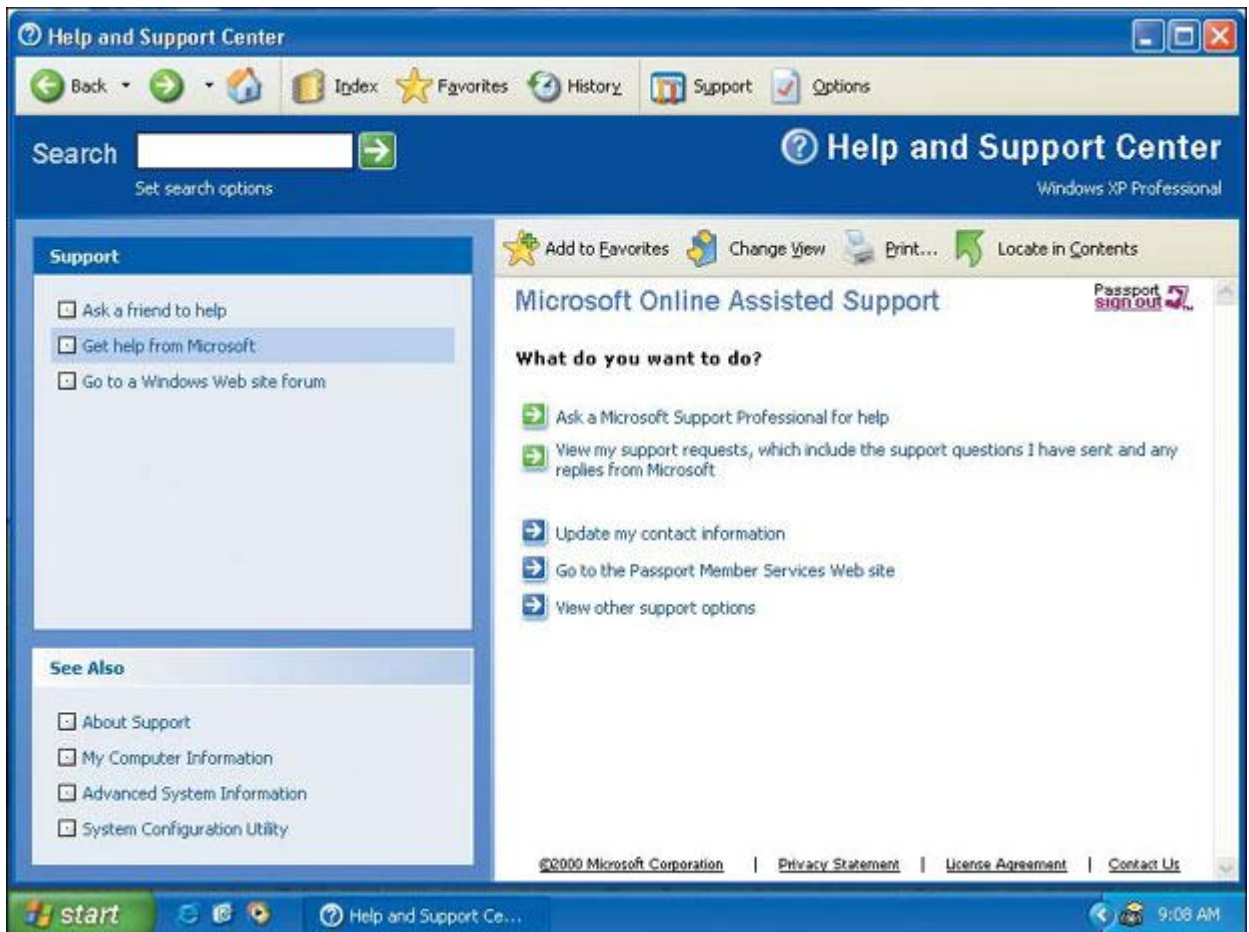 Help and Support Center
Back
Index
Favorites
History
Support
Options
Search
Set search options
Help and Support Center
Windows XP Professional
Support
Ask a friend to help
Get help from Microsoft
Go to a Windows Web site forum
See Also
About Support
My Computer Information
Advanced System Information
System Configuration Utility
Add to Favorites
Change View
Print...
Locate in Contents
Microsoft Online Assisted Support
Passport
sign out
What do you want to do?
Ask a Microsoft Support Professional for help
View my support requests, which include the support questions I have sent and any
replies from Microsoft
Update my contact information
Go to the Passport Member Services Web site
View other support options
©2000 Microsoft Corporation | Privacy Statement | License Agreement | Contact Us
start
Help and Support Ce...
9:08 AM